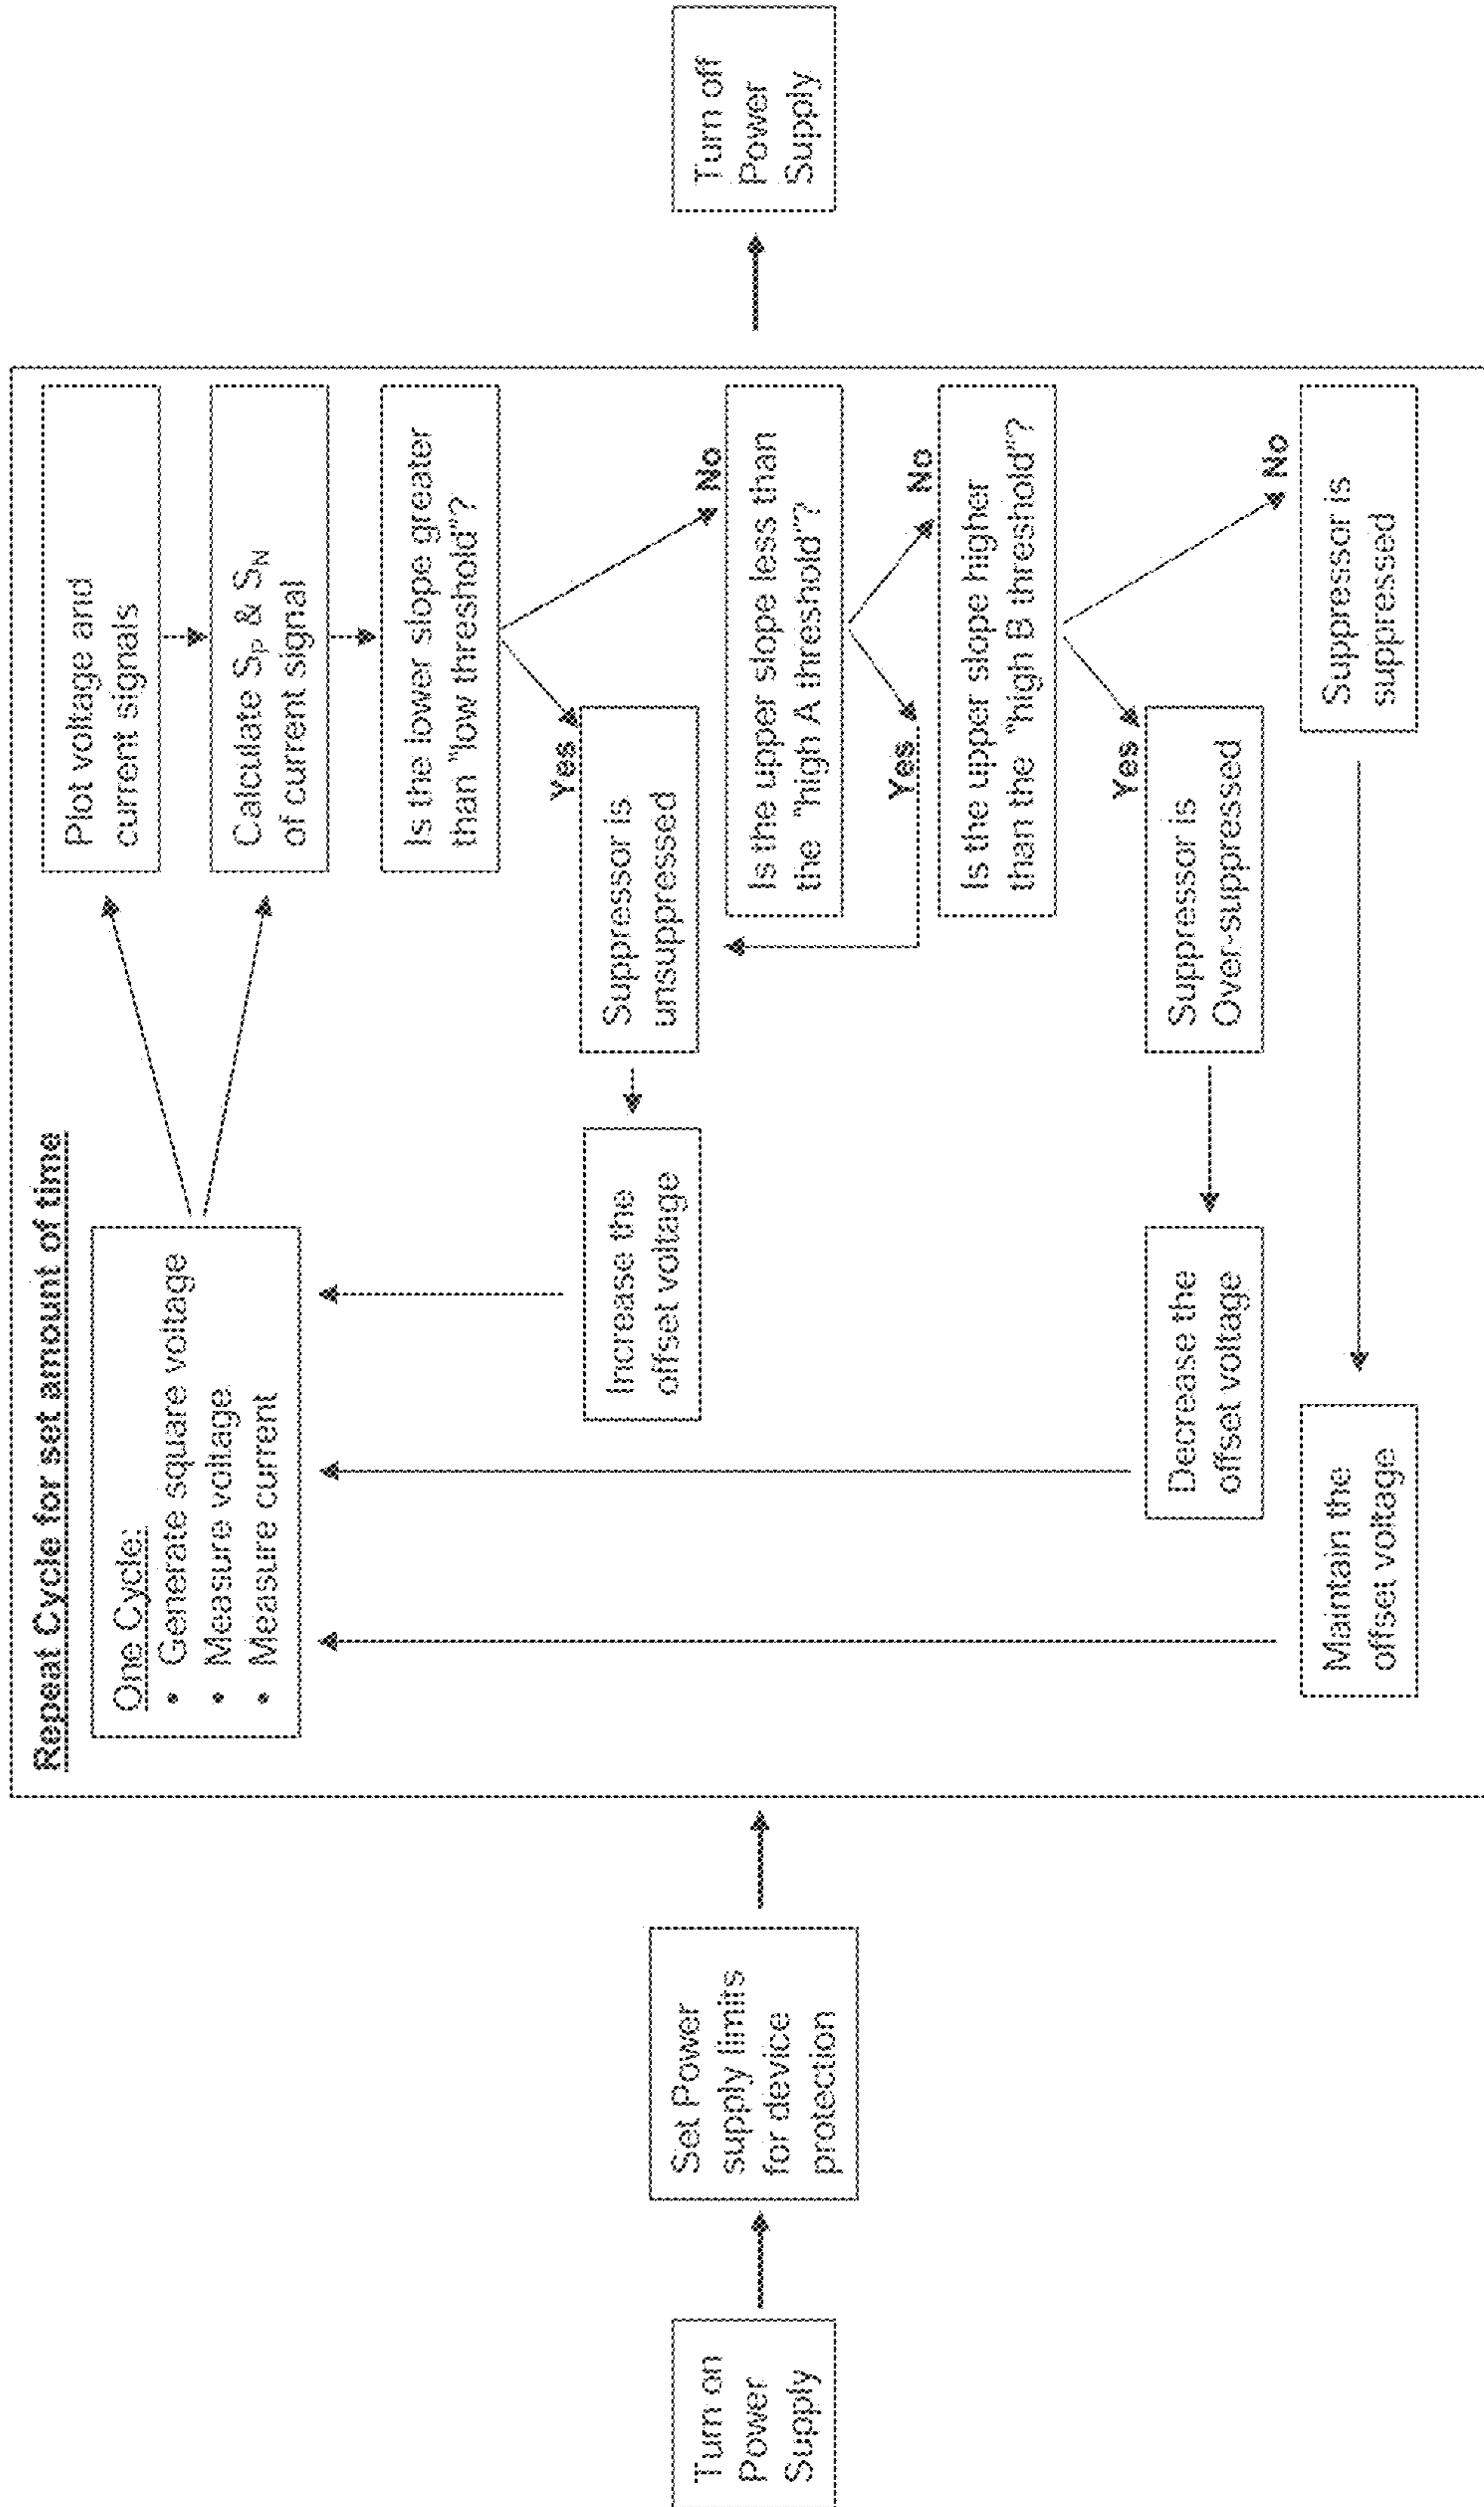 Turn on
Power
Supply
Set Power
supply limits
for device
protection
Repeat Cycle for set amount of time
One Cycle:
• Generate square voltage
• Measure voltage
• Measure current
Plot voltage and
current signals
Calculate SP & SN
of current signal
Is the lower slope greater
than "low threshold"?
Yes
No
Suppressor is
unsuppressed
Increase the
offset voltage
Is the upper slope less than
the "high A threshold"?
Yes
No
Is the upper slope higher
than the "high B threshold"?
Yes
No
Suppressor is
Over-suppressed
Decrease the
offset voltage
Suppressor is
suppressed
Maintain the
offset voltage
Turn off
Power
Supply